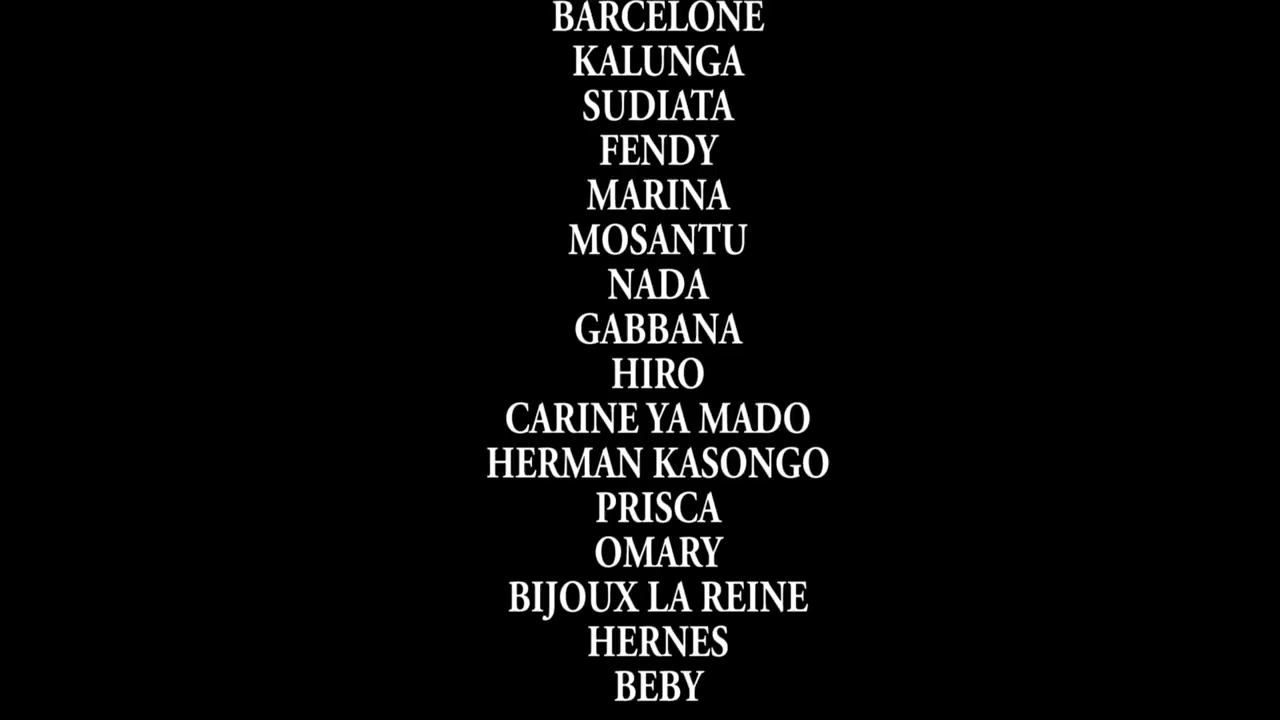 BARCELONE
KALUNGA
SUDIATA
FENDY
MARINA
MOSANTU
NADA
GABBANA
HIRO
CARINE YA MADO
HERMAN KASONGO
PRISCA
OMARY
BIJOUX LA REINE
HERNES
BEBY